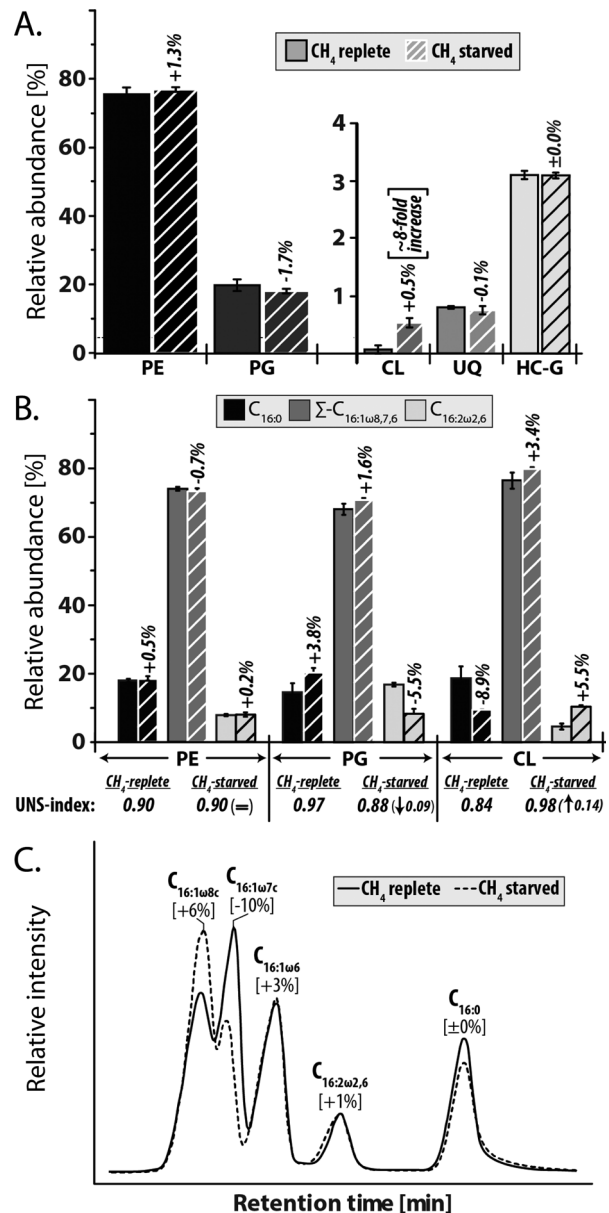 A.
CH4 replete CH4 starved
Relative abundance [%]
80
60
40
20
0
+1.3%
-1.7%
4
3
2
1
~8-fold
increase
+0.5%
-0.1%
±0.0%
PE PG CL UQ HC-G
B.
C16:0 Σ-C16:1ω8,7,6 C16:2ω2,6
Relative abundance [%]
80
60
40
20
0
+0.5%
-0.7%
+0.2%
+3.8%
+1.6%
-5.5%
-8.9%
+3.4%
+5.5%
PE PG CL
CH4-replete CH4-starved CH4-replete CH4-starved CH4-replete CH4-starved
UNS-index: 0.90 0.90 (=) 0.97 0.88 (↓0.09) 0.84 0.98 (↑0.14)
C.
CH4 replete CH4 starved
Relative intensity
C16:1ω8c
[+6%]
C16:1ω7c
[-10%]
C16:1ω6
[+3%]
C16:2ω2,6
[+1%]
C16:0
[±0%]
Retention time [min]